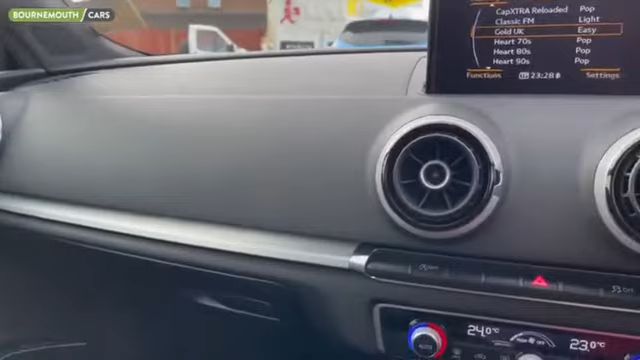 BOURNEMOUTH CARS
CapXTRA Reloaded Pop
Classic FM Light
Gold UK Easy
Heart 70s Pop
Heart 80s Pop
Heart 90s Pop
Functions 23:28 Settings
OFF
24.0°C
23.0°C